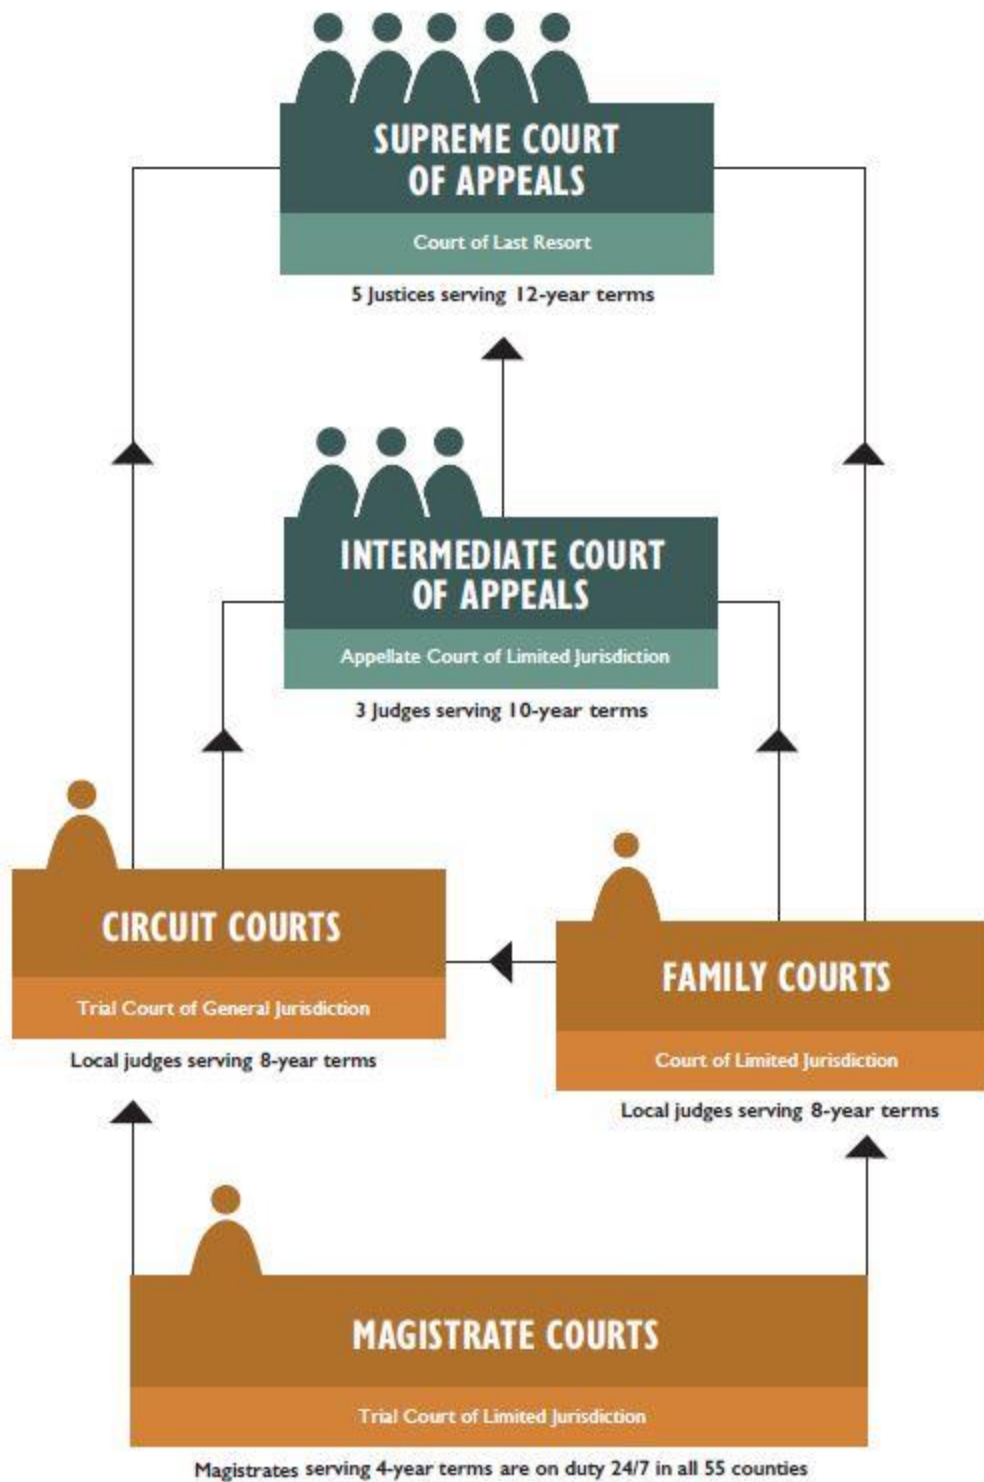 SUPREME COURT
OF APPEALS
Court of Last Resort
5 Justices serving 12-year terms
INTERMEDIATE COURT
OF APPEALS
Appellate Court of Limited Jurisdiction
3 Judges serving 10-year terms
CIRCUIT COURTS
Trial Court of General Jurisdiction
Local judges serving 8-year terms
FAMILY COURTS
Court of Limited Jurisdiction
Local judges serving 8-year terms
MAGISTRATE COURTS
Trial Court of Limited Jurisdiction
Magistrates serving 4-year terms are on duty 24/7 in all 55 counties